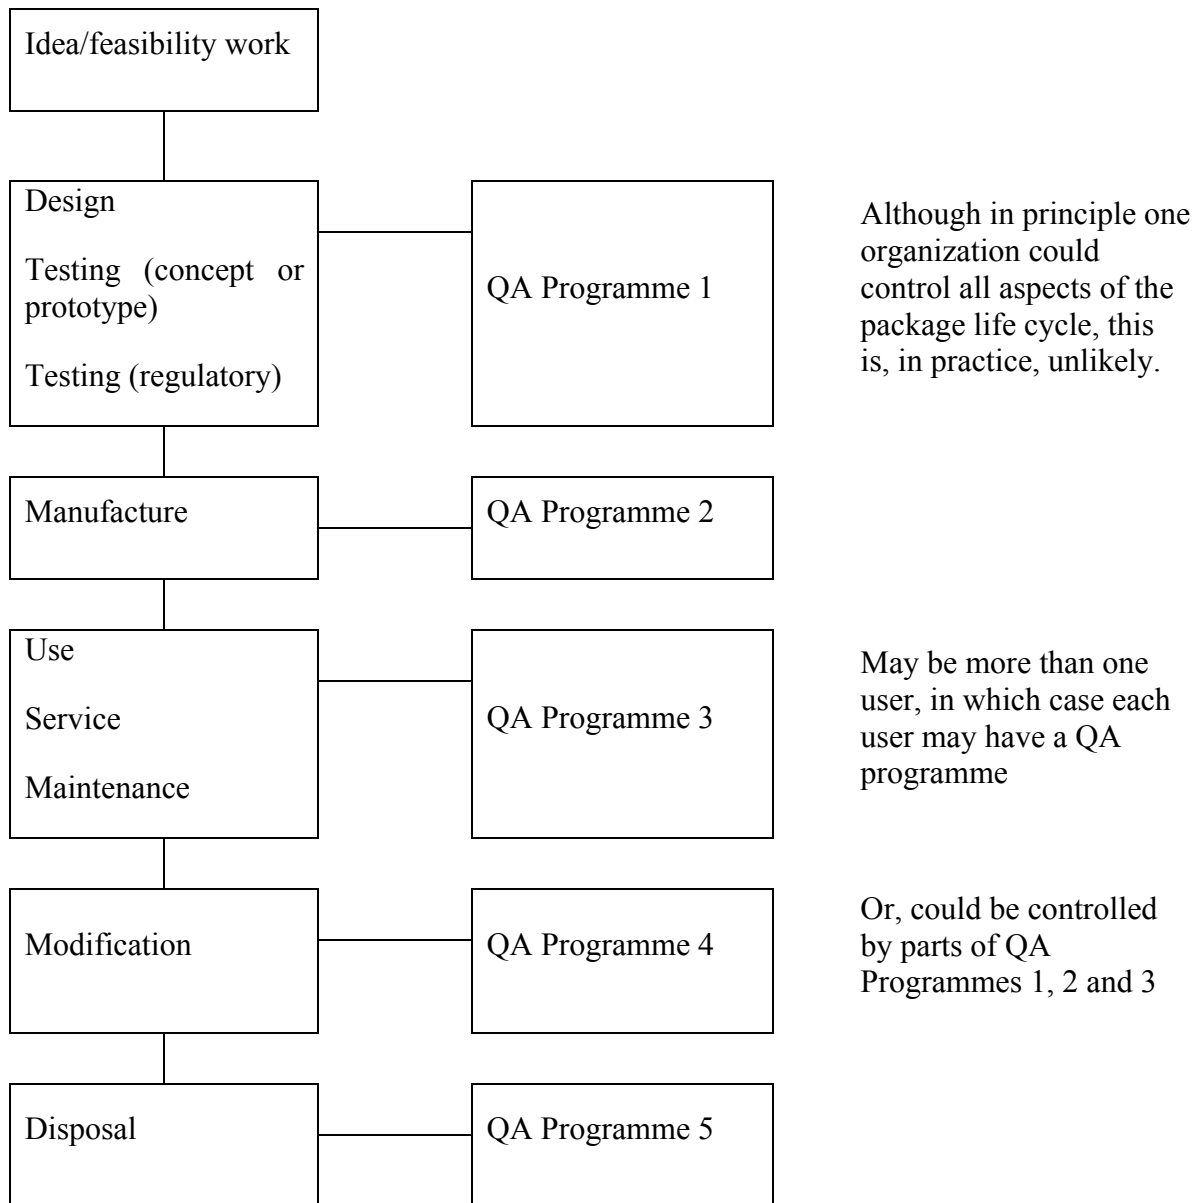 Idea/feasibility work
Design
Testing (concept or
prototype)
Testing (regulatory)
QA Programme 1
Although in principle one
organization could
control all aspects of the
package life cycle, this
is, in practice, unlikely.
Manufacture
QA Programme 2
Use
Service
Maintenance
QA Programme 3
May be more than one
user, in which case each
user may have a QA
programme
Modification
QA Programme 4
Or, could be controlled
by parts of QA
Programmes 1, 2 and 3
Disposal
QA Programme 5